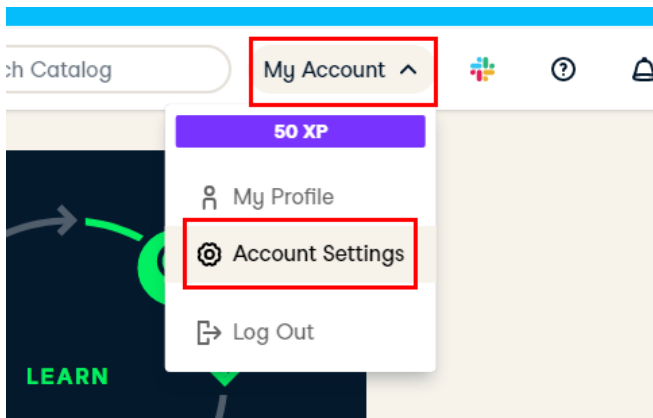 ch Catalog
My Account
50 XP
My Profile
Account Settings
Log Out
LEARN